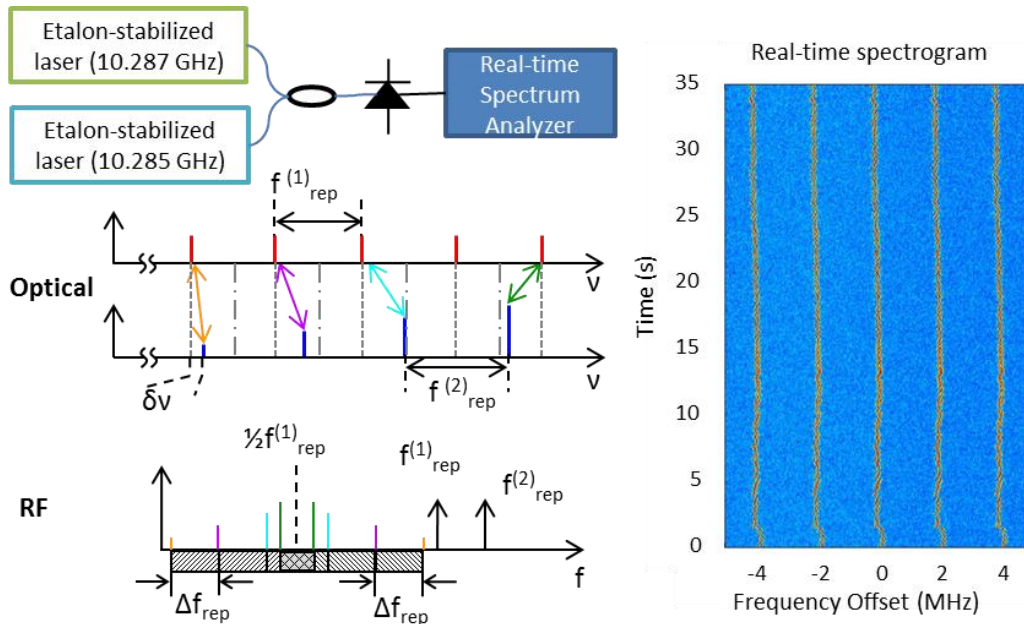 Etalon-stabilized
laser (10.287 GHz)
Etalon-stabilized
laser (10.285 GHz)
Real-time
Spectrum
Analyzer
f(1)rep
Optical
ν
ν
δν
f(2)rep
½f(1)rep
f(1)rep
f(2)rep
RF
f
Δfrep
Δfrep
Real-time spectrogram
35
30
25
20
15
10
5
0
Time (s)
-4 -2 0 2 4
Frequency Offset (MHz)